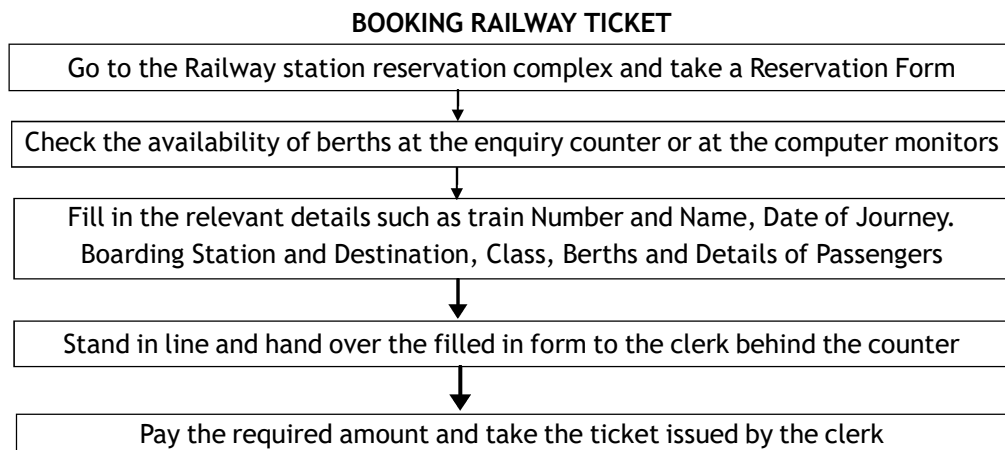 BOOKING RAILWAY TICKET
Go to the Railway station reservation complex and take a Reservation Form
Check the availability of berths at the enquiry counter or at the computer monitors
Fill in the relevant details such as train Number and Name, Date of Journey.
Boarding Station and Destination, Class, Berths and Details of Passengers
Stand in line and hand over the filled in form to the clerk behind the counter
Pay the required amount and take the ticket issued by the clerk